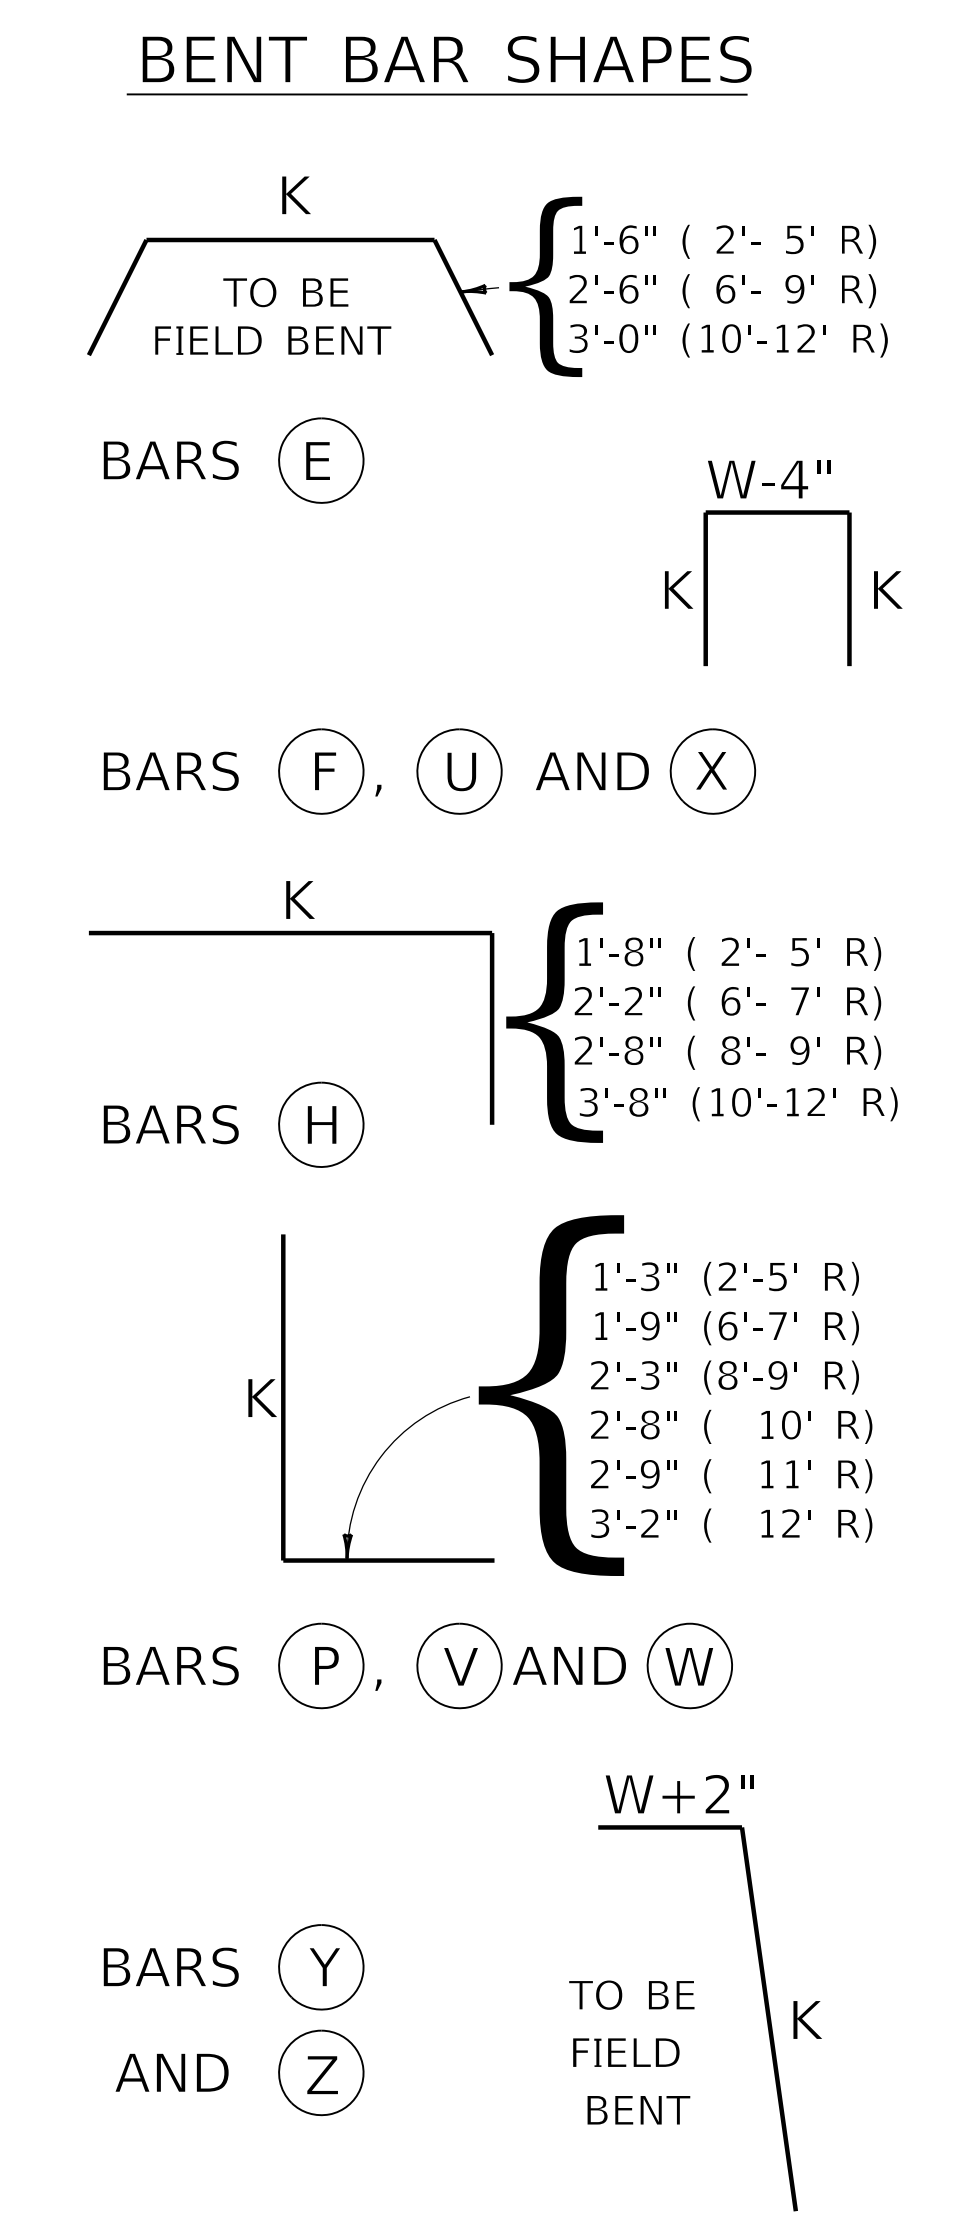 BENT BAR SHAPES
K
TO BE
FIELD BENT
1'-6" ( 2'- 5' R)
2'-6" ( 6'- 9' R)
3'-0" (10'-12' R)
BARS E
W-4"
K K
BARS F, U AND X
K
1'-8" ( 2'- 5' R)
2'-2" ( 6'- 7' R)
2'-8" ( 8'- 9' R)
3'-8" (10'-12' R)
BARS H
K
1'-3" (2'-5' R)
1'-9" (6'-7' R)
2'-3" (8'-9' R)
2'-8" ( 10' R)
2'-9" ( 11' R)
3'-2" ( 12' R)
BARS P, V AND W
W+2"
BARS Y
AND Z
TO BE
FIELD
BENT
K